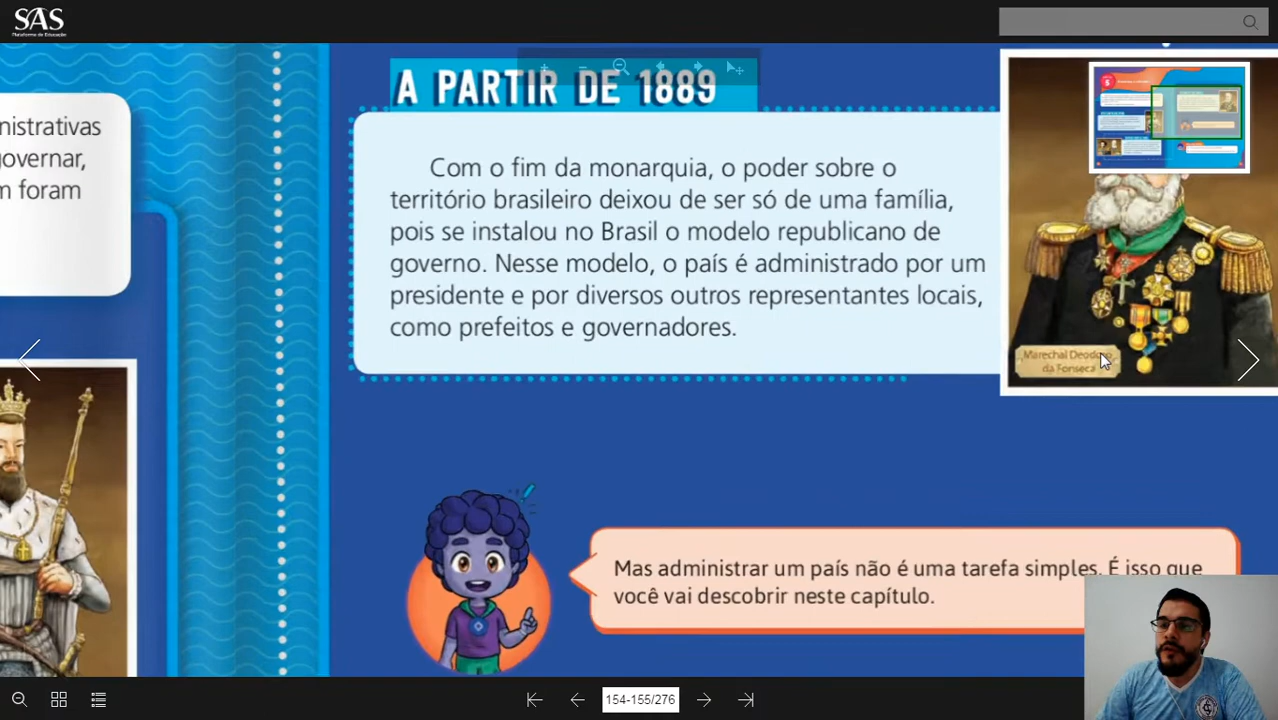 SAS
Plataforma de Educação
nistrativas
governar,
m foram
A PARTIR DE 1889
Com o fim da monarquia, o poder sobre o
território brasileiro deixou de ser só de uma família,
pois se instalou no Brasil o modelo republicano de
governo. Nesse modelo, o país é administrado por um
presidente e por diversos outros representantes locais,
como prefeitos e governadores.
Marechal Deodoro
da Fonseca
Mas administrar um país não é uma tarefa simples. É isso que
você vai descobrir neste capítulo.
154-155/276